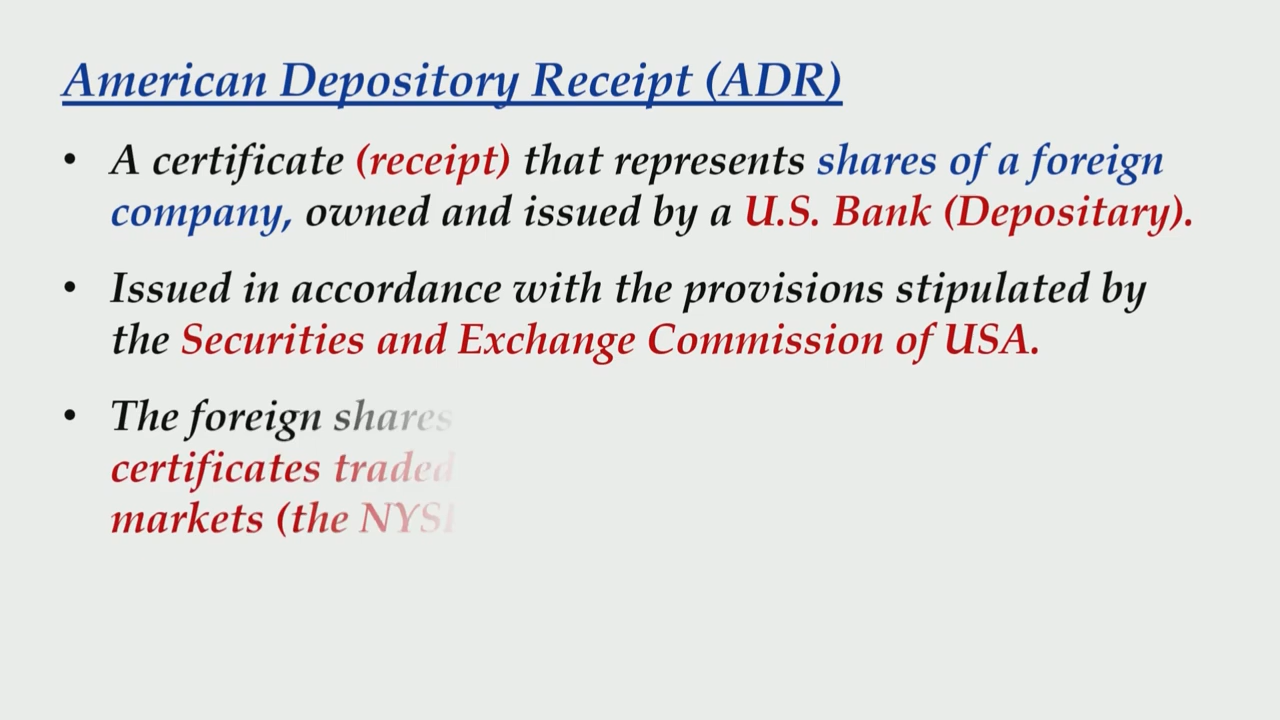 American Depository Receipt (ADR)
• A certificate (receipt) that represents shares of a foreign
company, owned and issued by a U.S. Bank (Depositary).
• Issued in accordance with the provisions stipulated by
the Securities and Exchange Commission of USA.
• The foreign shares
certificates traded
markets (the